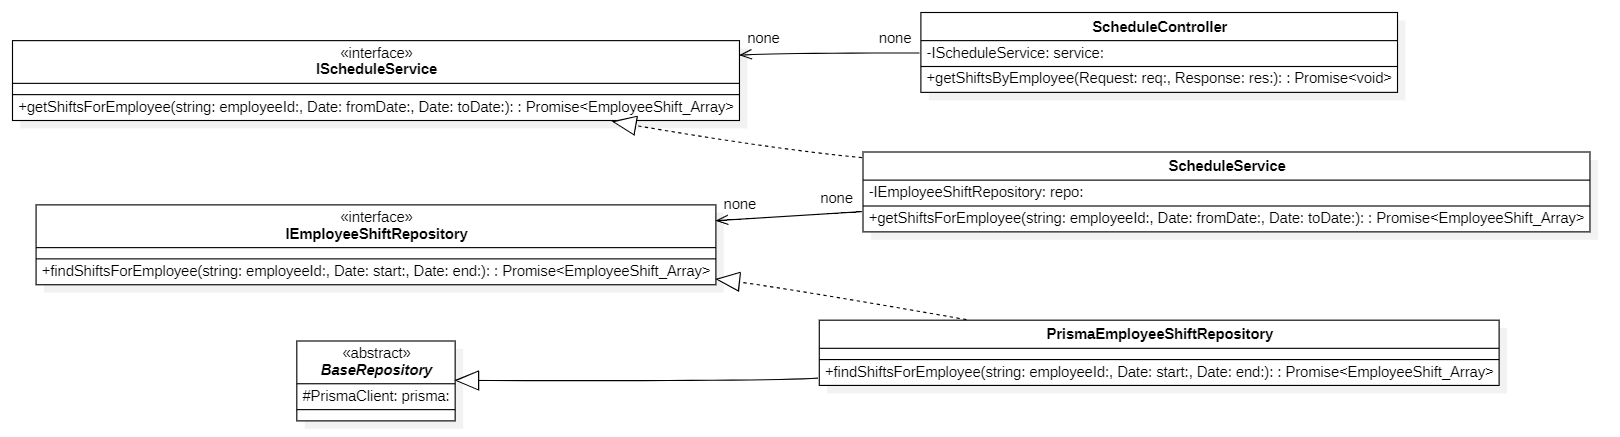 none
none
ScheduleController
-IScheduleService: service:
+getShiftsByEmployee(Request: req:, Response: res:): : Promise<void>
«interface»
IScheduleService
+getShiftsForEmployee(string: employeeId:, Date: fromDate:, Date: toDate:): : Promise<EmployeeShift_Array>
ScheduleService
-IEmployeeShiftRepository: repo:
+getShiftsForEmployee(string: employeeId:, Date: fromDate:, Date: toDate:): : Promise<EmployeeShift_Array>
none
none
«interface»
IEmployeeShiftRepository
+findShiftsForEmployee(string: employeeId:, Date: start:, Date: end:): : Promise<EmployeeShift_Array>
PrismaEmployeeShiftRepository
+findShiftsForEmployee(string: employeeId:, Date: start:, Date: end:): : Promise<EmployeeShift_Array>
«abstract»
BaseRepository
#PrismaClient: prisma: